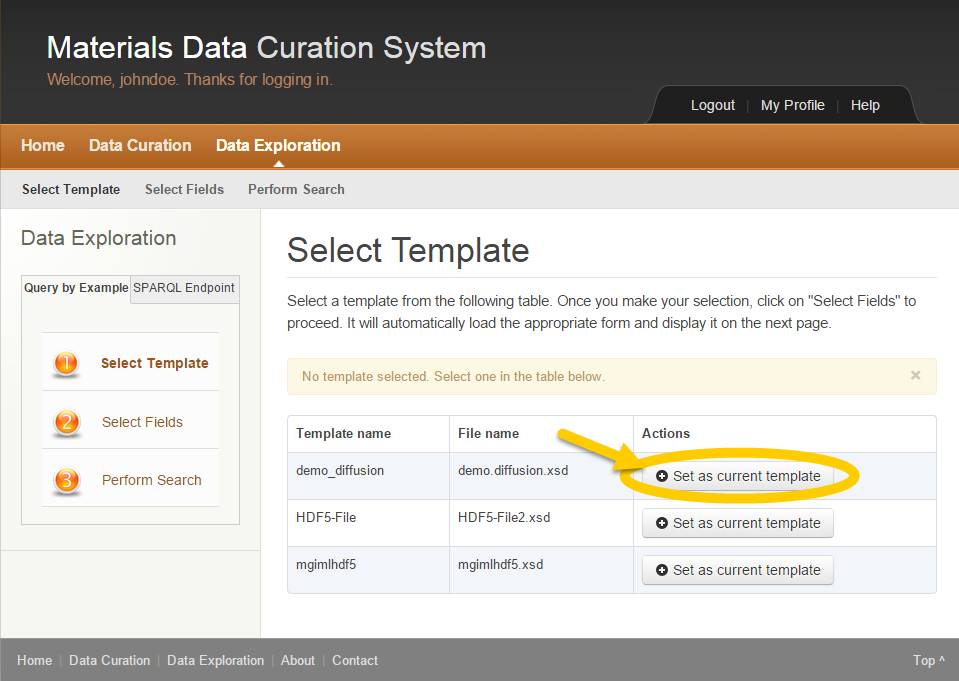 Materials Data Curation System
Welcome, johndoe. Thanks for logging in.
Logout | My Profile | Help
Home Data Curation Data Exploration
Select Template Select Fields Perform Search
Data Exploration
Query by Example SPARQL Endpoint
1 Select Template
2 Select Fields
3 Perform Search
Select Template
Select a template from the following table. Once you make your selection, click on "Select Fields" to
proceed. It will automatically load the appropriate form and display it on the next page.
No template selected. Select one in the table below. ×
Template name File name Actions
demo_diffusion demo.diffusion.xsd Set as current template
HDF5-File HDF5-File2.xsd Set as current template
mgimlhdf5 mgimlhdf5.xsd Set as current template
Home | Data Curation | Data Exploration | About | Contact Top ^